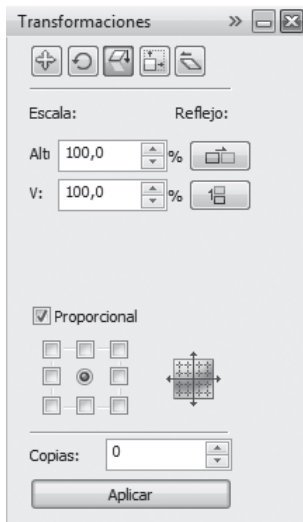 Transformaciones
Escala: Reflejo:
Alt: 100,0 %
V: 100,0 %
Proporcional
Copias: 0
Aplicar